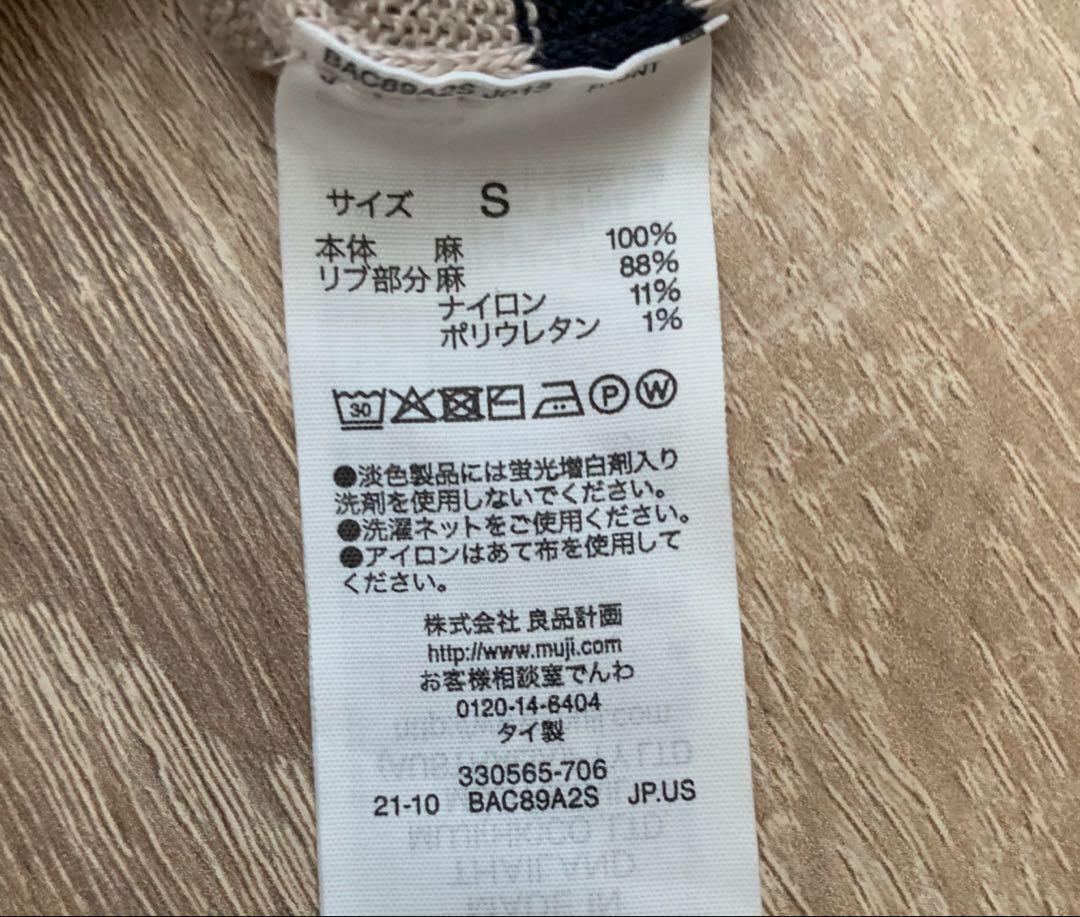 BAC89A2S
サイズ S
本体 麻 100%
リブ部分 麻 88%
ナイロン 11%
ポリウレタン 1%
30 P W
●淡色製品には蛍光増白剤入り
洗剤を使用しないでください。
●洗濯ネットをご使用ください。
●アイロンはあて布を使用して
ください。
株式会社 良品計画
http://www.muji.com
お客様相談室でんわ
0120-14-6404
タイ製
330565-706
21-10 BAC89A2S JP.US
THAILAND
MADE IN